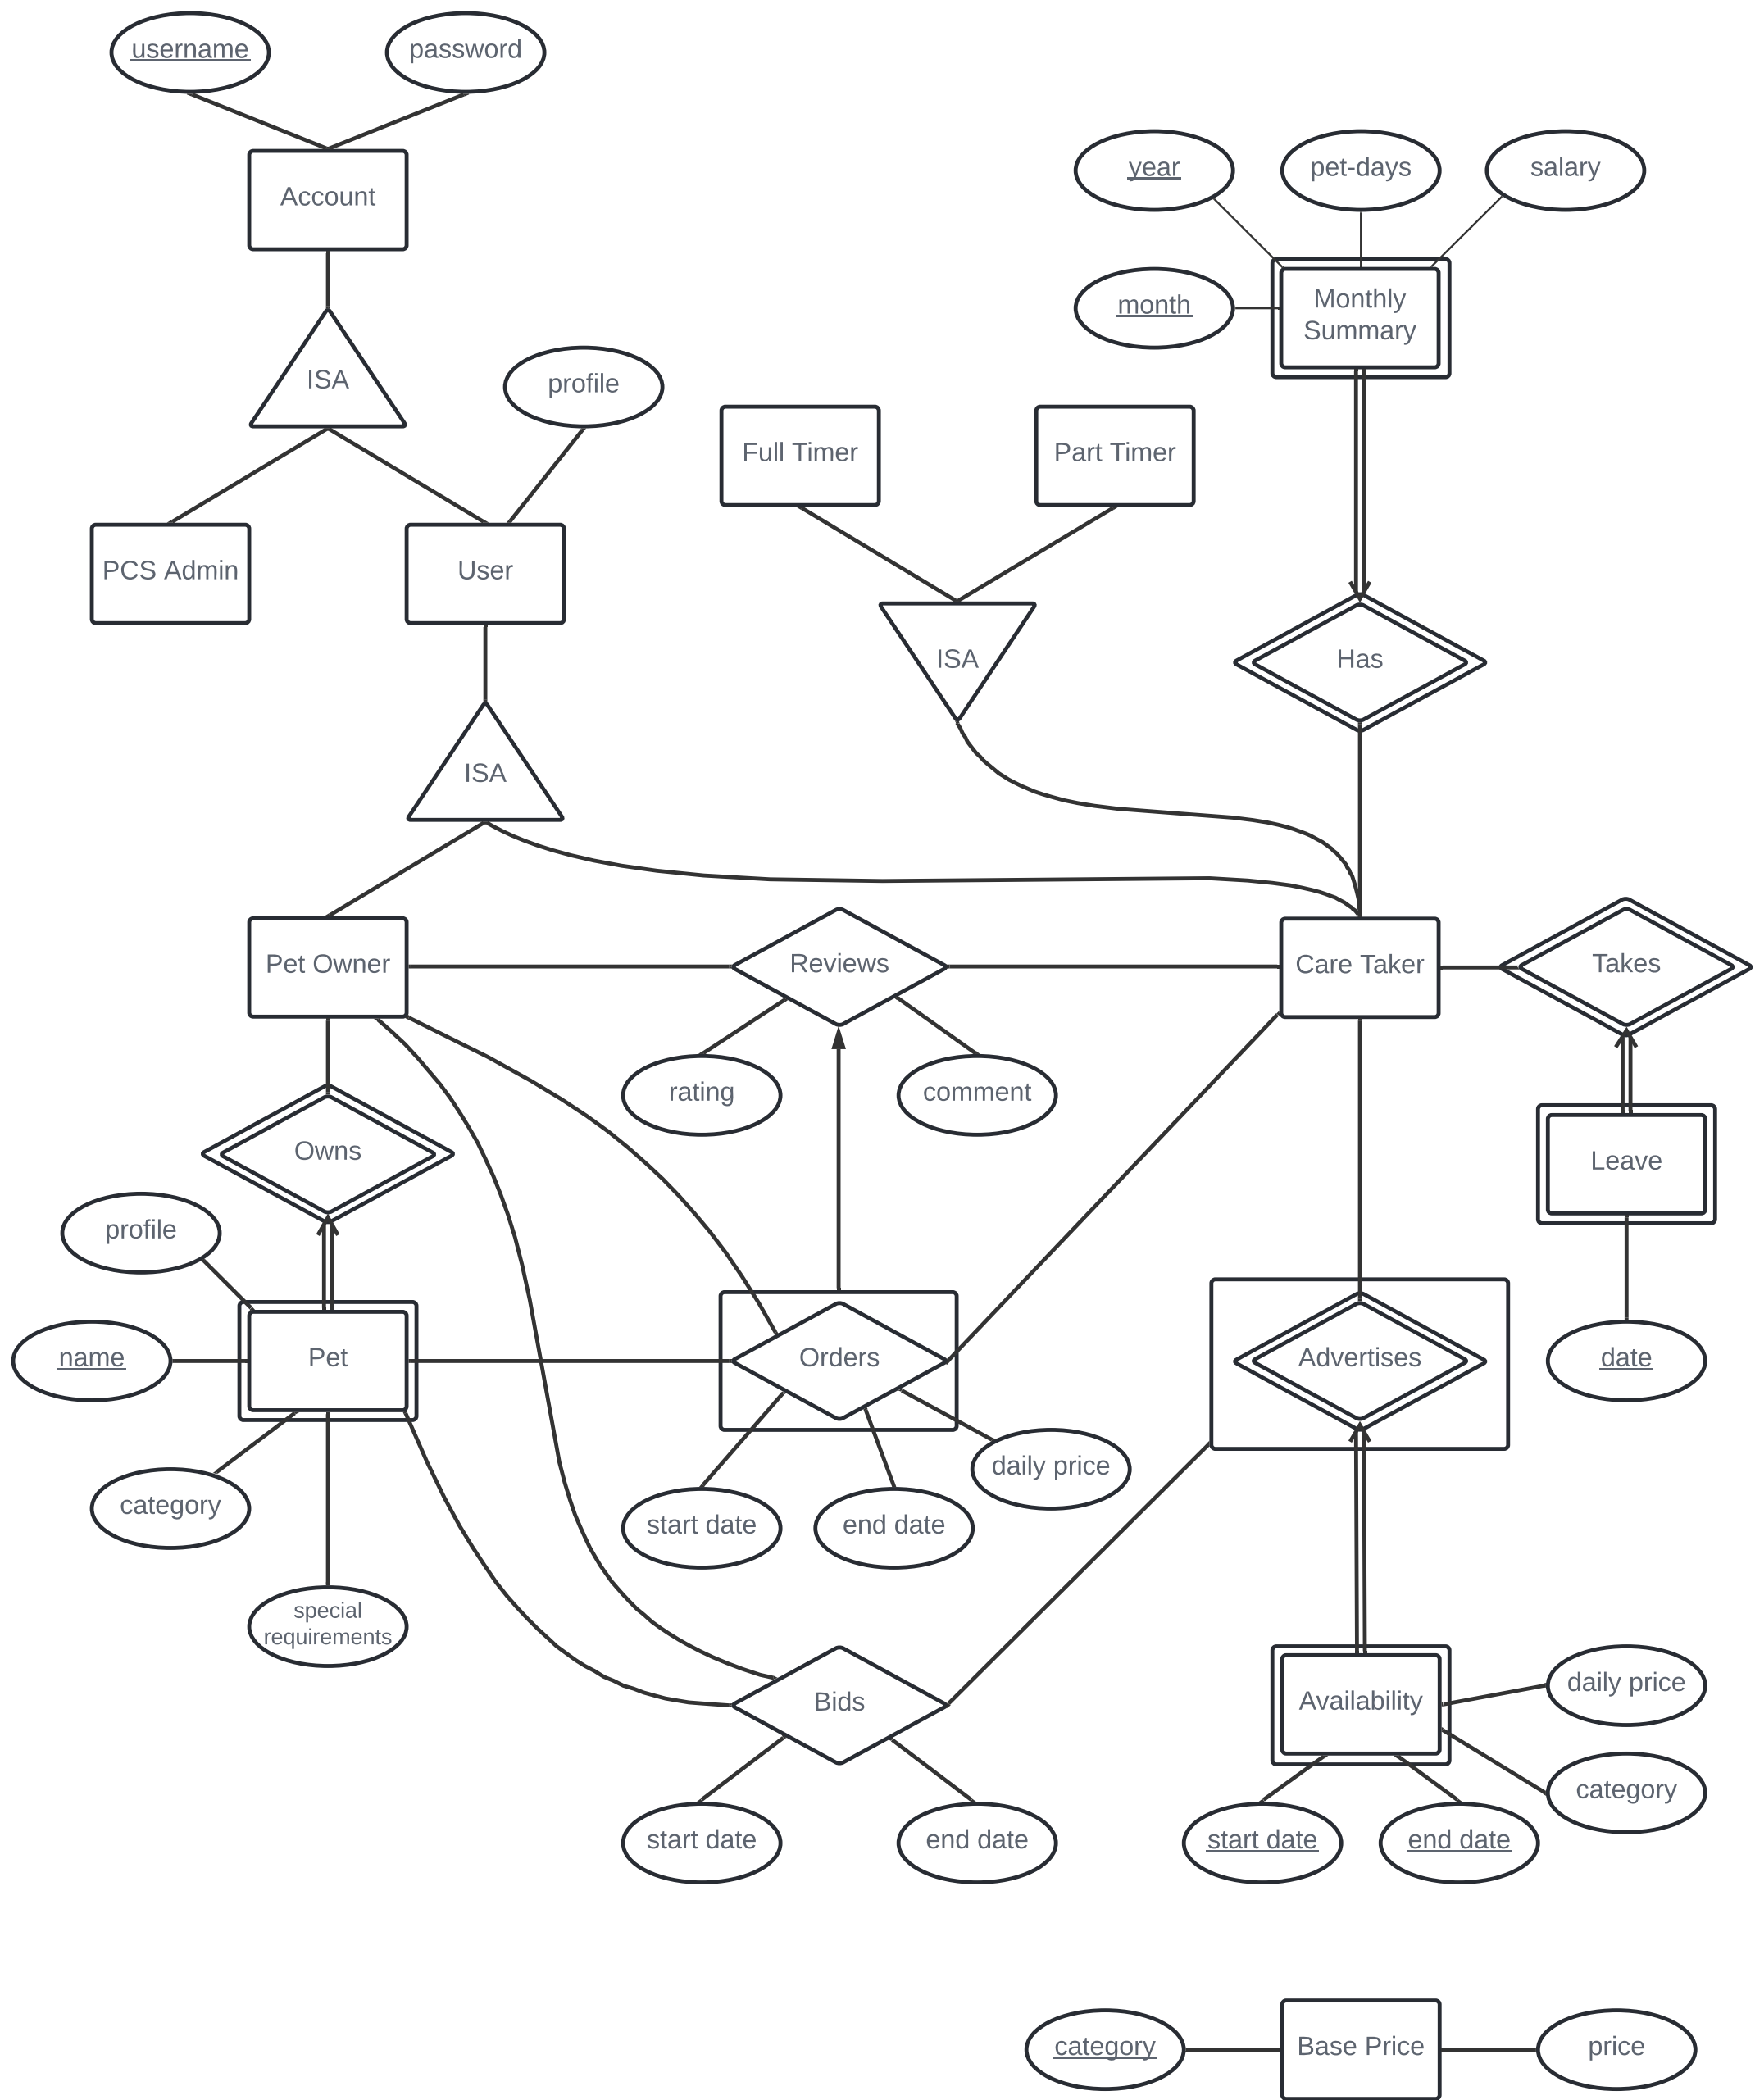 username
password
Account
year
pet-days
salary
month
Monthly
Summary
ISA
profile
Full Timer
Part Timer
PCS Admin
User
ISA
Has
ISA
Pet Owner
Reviews
Care Taker
Takes
rating
comment
Owns
Leave
profile
name
Pet
Orders
Advertises
date
category
start date
end date
daily price
special
requirements
Bids
Availability
daily price
category
start date
end date
start date
end date
category
Base Price
price